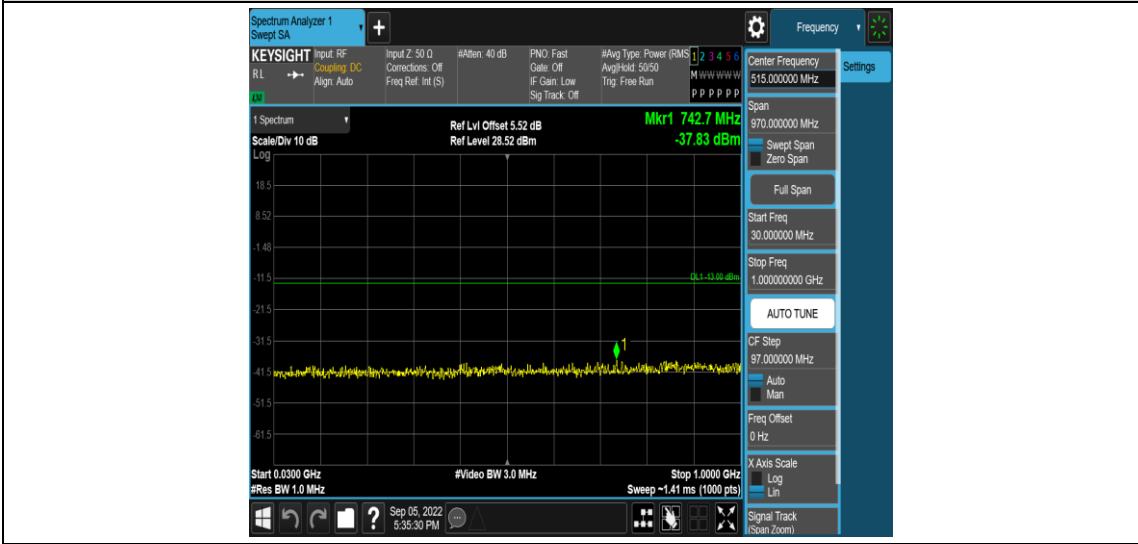 Spectrum Analyzer 1
Swept SA
+
Frequency
KEYSIGHT
RL
Input: RF
Coupling: DC
Align: Auto
Input Z: 50 Ω
Corrections: Off
Freq Ref: Int (S)
#Atten: 40 dB
PNO: Fast
Gate: Off
IF Gain: Low
Sig Track: Off
#Avg Type: Power (RMS
Avg|Hold: 50/50
Trig: Free Run
1 2 3 4 5 6
M W W W W W
P P P P P P
1 Spectrum
Scale/Div 10 dB
Log
Ref Lvl Offset 5.52 dB
Ref Level 28.52 dBm
Mkr1 742.7 MHz
-37.83 dBm
18.5
8.52
-1.48
-11.5
-21.5
-31.5
-41.5
-51.5
-61.5
DL1 -13.00 dBm
1
Start 0.0300 GHz
#Res BW 1.0 MHz
#Video BW 3.0 MHz
Stop 1.0000 GHz
Sweep ~1.41 ms (1000 pts)
Sep 05, 2022
5:35:30 PM
?
Center Frequency
515.000000 MHz
Settings
Span
970.000000 MHz
Swept Span
Zero Span
Full Span
Start Freq
30.000000 MHz
Stop Freq
1.000000000 GHz
AUTO TUNE
CF Step
97.000000 MHz
Auto
Man
Freq Offset
0 Hz
X Axis Scale
Log
Lin
Signal Track
(Span Zoom)